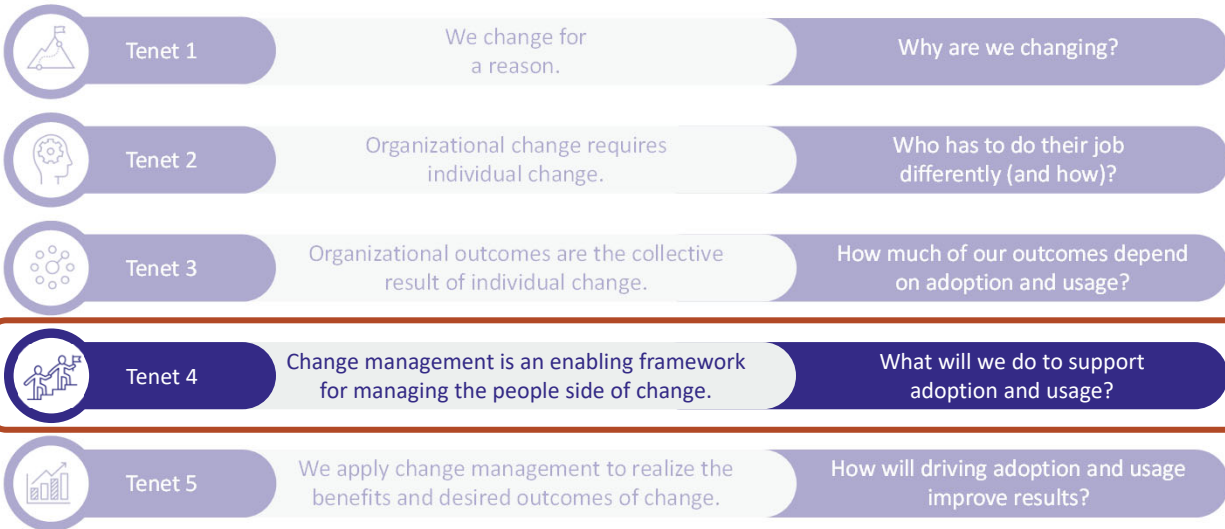 Tenet 1
We change for
a reason.
Why are we changing?
Tenet 2
Organizational change requires
individual change.
Who has to do their job
differently (and how)?
Tenet 3
Organizational outcomes are the collective
result of individual change.
How much of our outcomes depend
on adoption and usage?
Tenet 4
Change management is an enabling framework
for managing the people side of change.
What will we do to support
adoption and usage?
Tenet 5
We apply change management to realize the
benefits and desired outcomes of change.
How will driving adoption and usage
improve results?